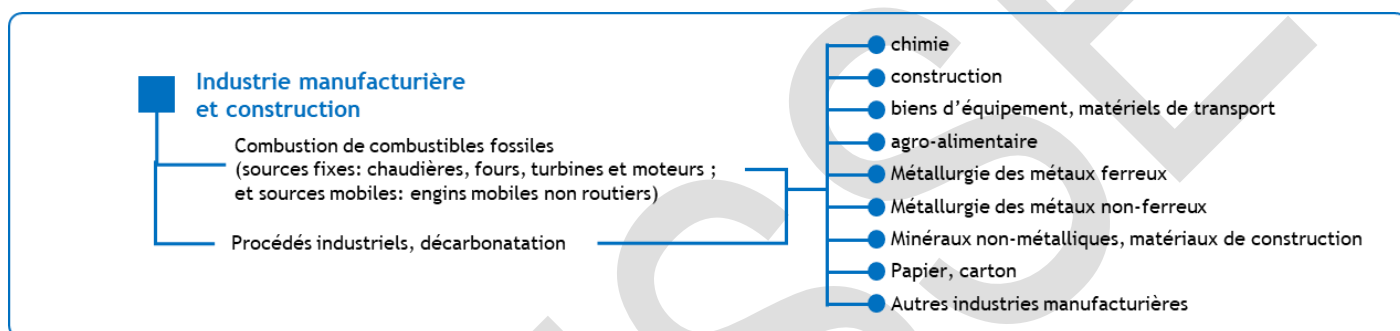 Industrie manufacturière
et construction
Combustion de combustibles fossiles
(sources fixes: chaudières, fours, turbines et moteurs ;
et sources mobiles: engins mobiles non routiers)
Procédés industriels, décarbonatation
chimie
construction
biens d'équipement, matériels de transport
agro-alimentaire
Métallurgie des métaux ferreux
Métallurgie des métaux non-ferreux
Minéraux non-métalliques, matériaux de construction
Papier, carton
Autres industries manufacturières